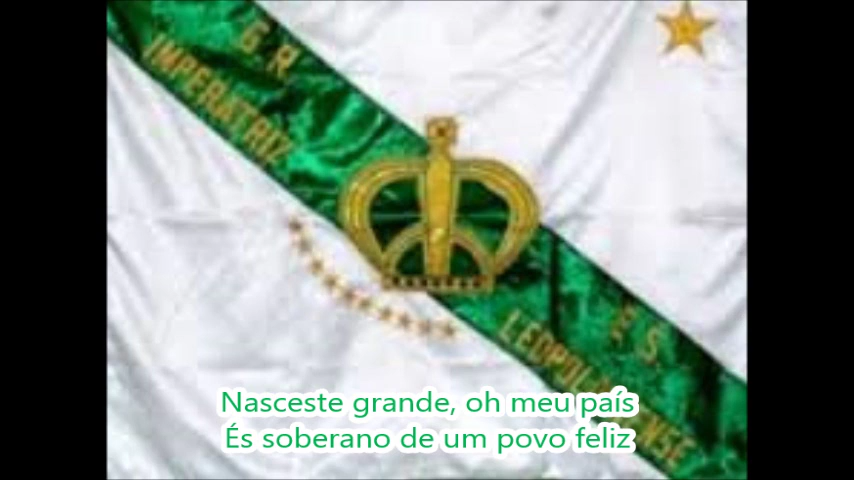 G.R.
IMPERATRIZ
E S.
LEOPOLDINENSE
Nasceste grande, oh meu país
És soberano de um povo feliz